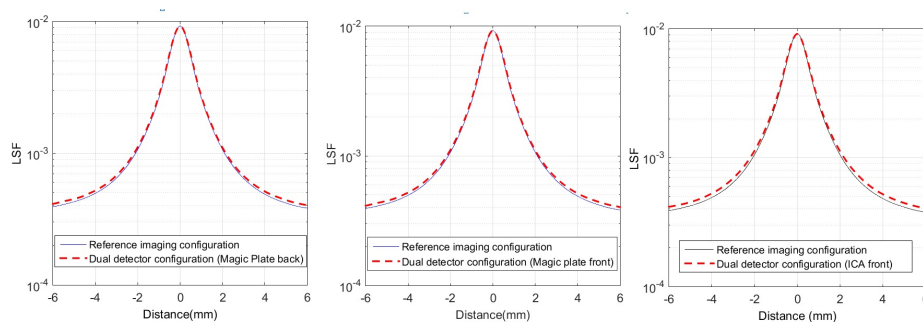 10^-2
10^-3
10^-4
LSF
-6 -4 -2 0 2 4 6
Distance(mm)
Reference imaging configuration
Dual detector configuration (Magic Plate back)
10^-2
10^-3
10^-4
LSF
-6 -4 -2 0 2 4 6
Distance(mm)
Reference imaging configuration
Dual detector configuration (Magic plate front)
10^-2
10^-3
10^-4
LSF
-6 -4 -2 0 2 4 6
Distance (mm)
Reference imaging configuration
Dual detector configuration (ICA front)